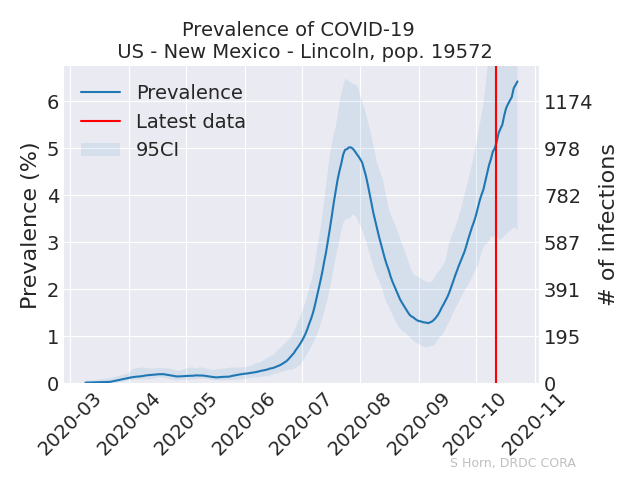 Prevalence of COVID-19
US - New Mexico - Lincoln, pop. 19572
Prevalence
Latest data
95CI
Prevalence (%)
6
5
4
3
2
1
0
1174
978
782
587
391
195
0
# of infections
2020-03
2020-04
2020-05
2020-06
2020-07
2020-08
2020-09
2020-10
2020-11
S Horn, DRDC CORA